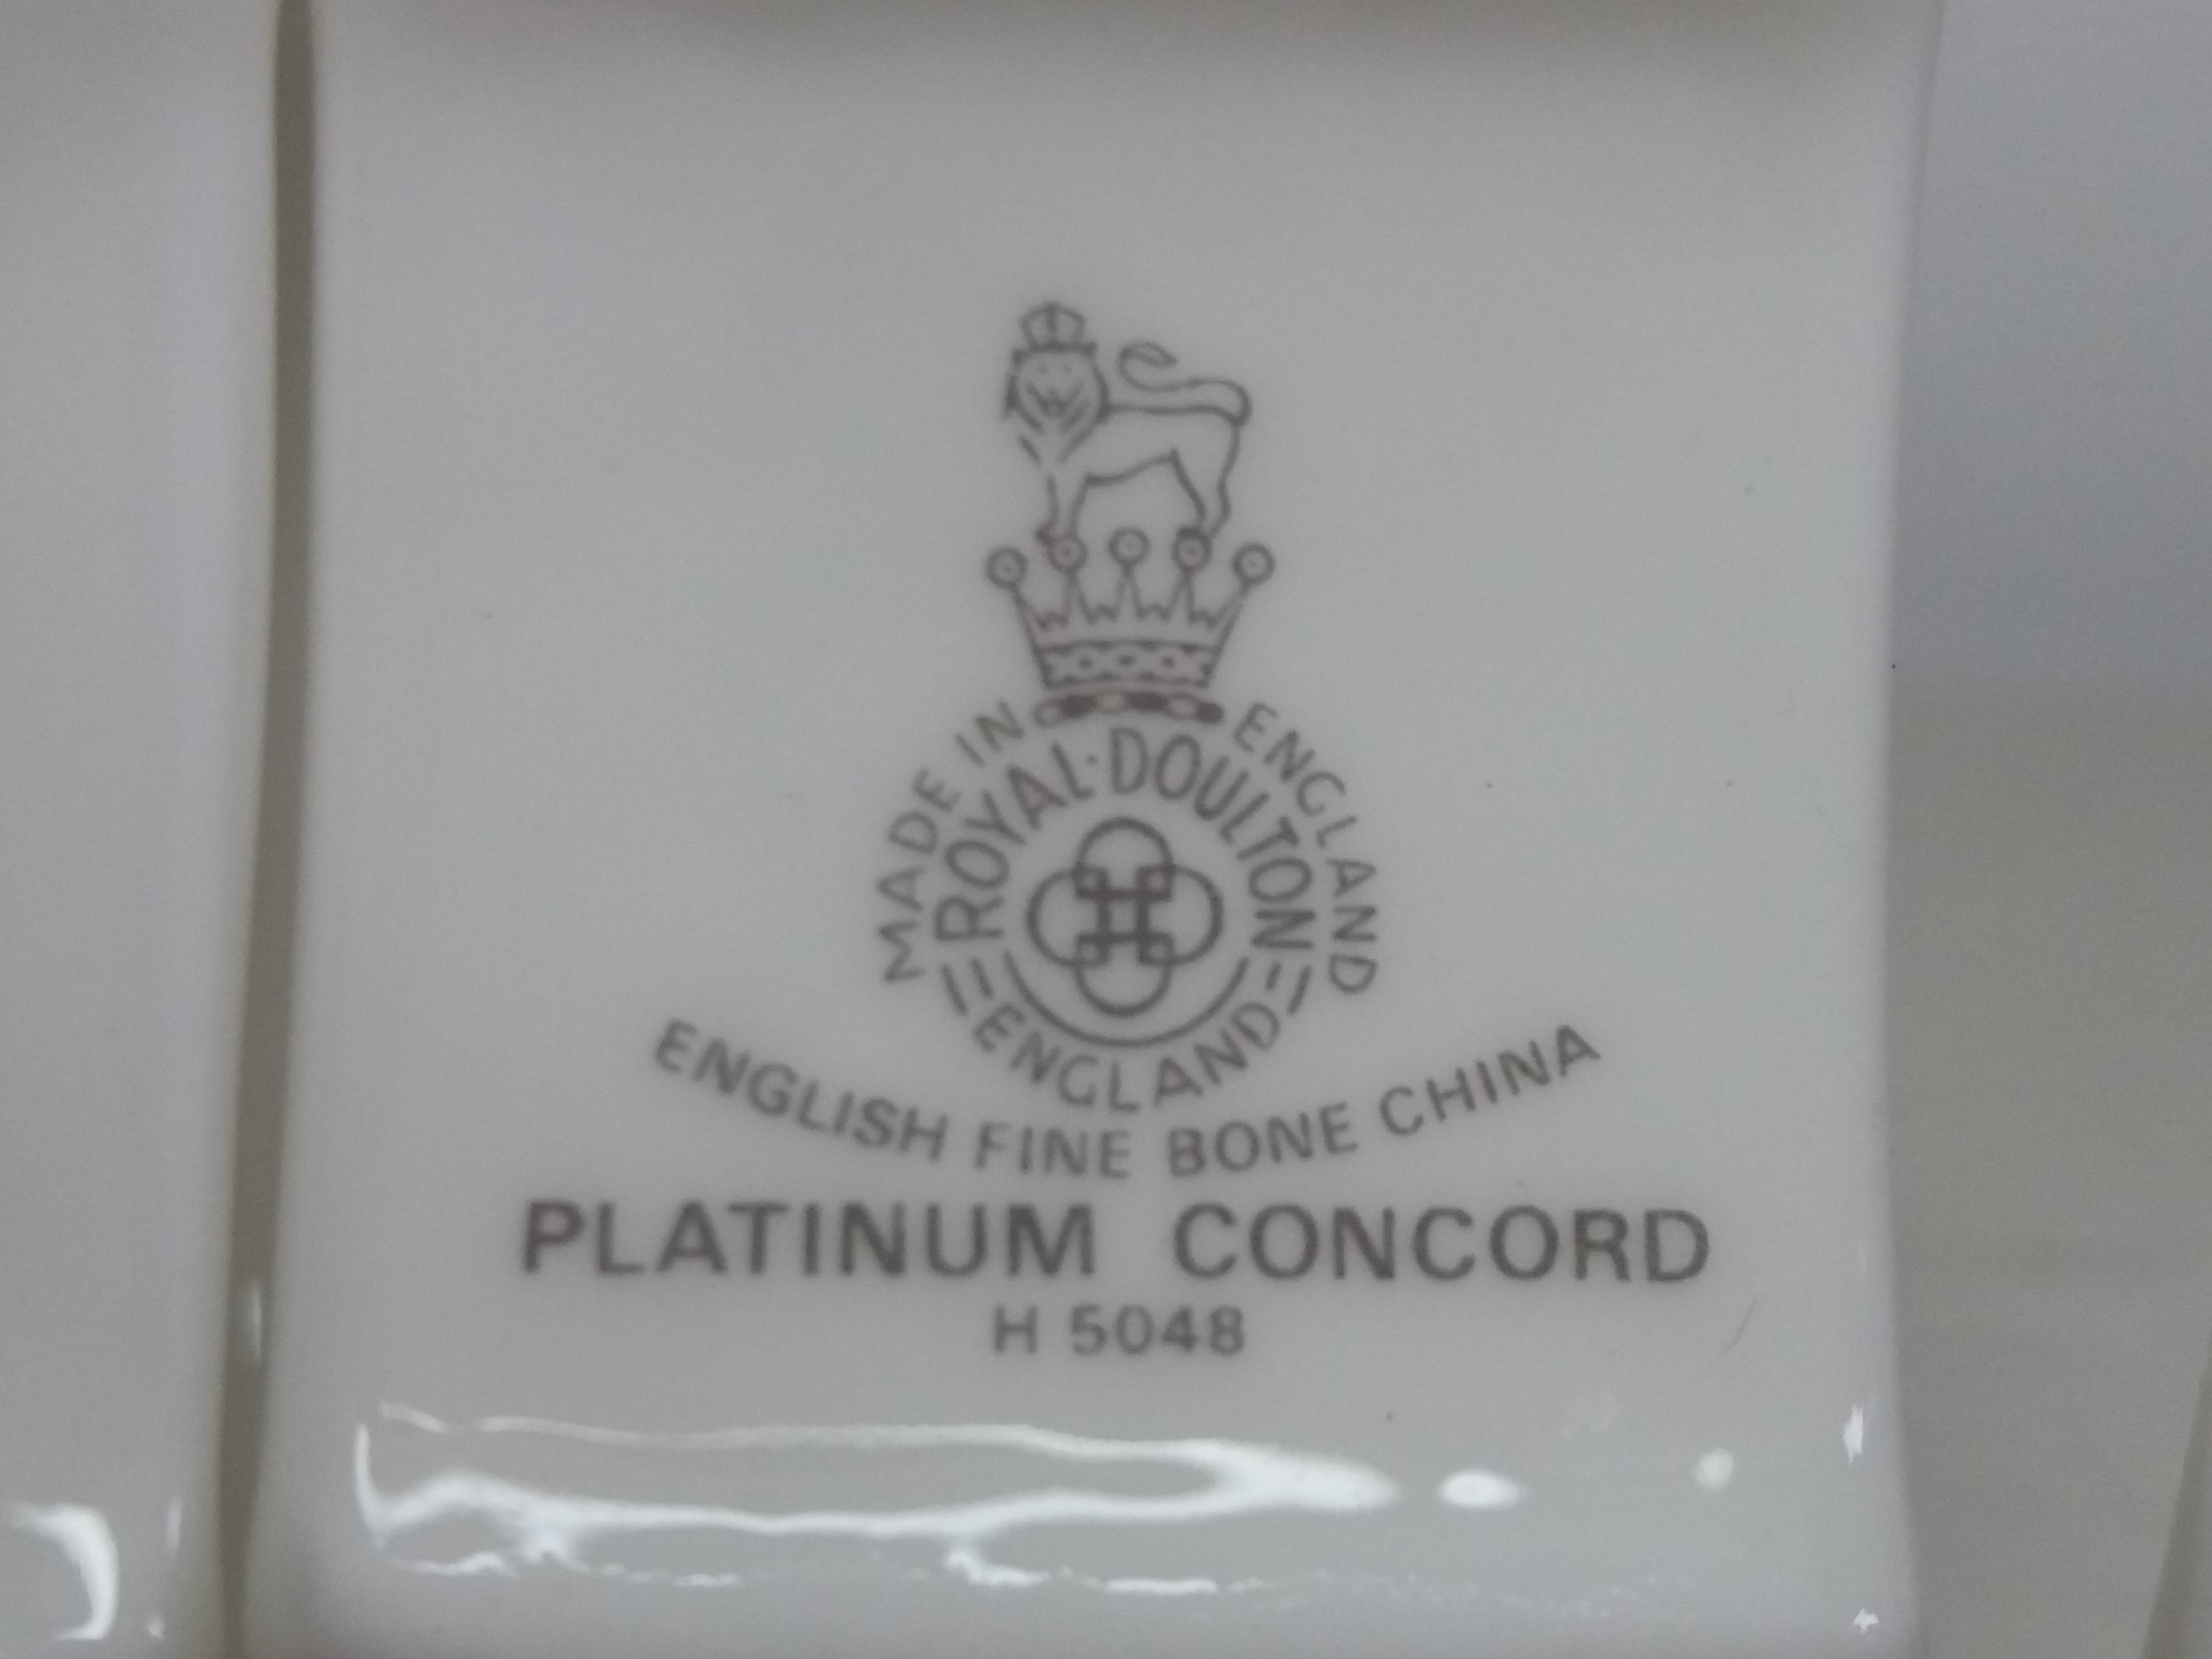 MADE IN ENGLAND
ROYAL·DOULTON
ENGLAND
ENGLISH FINE BONE CHINA
PLATINUM CONCORD
H 5048